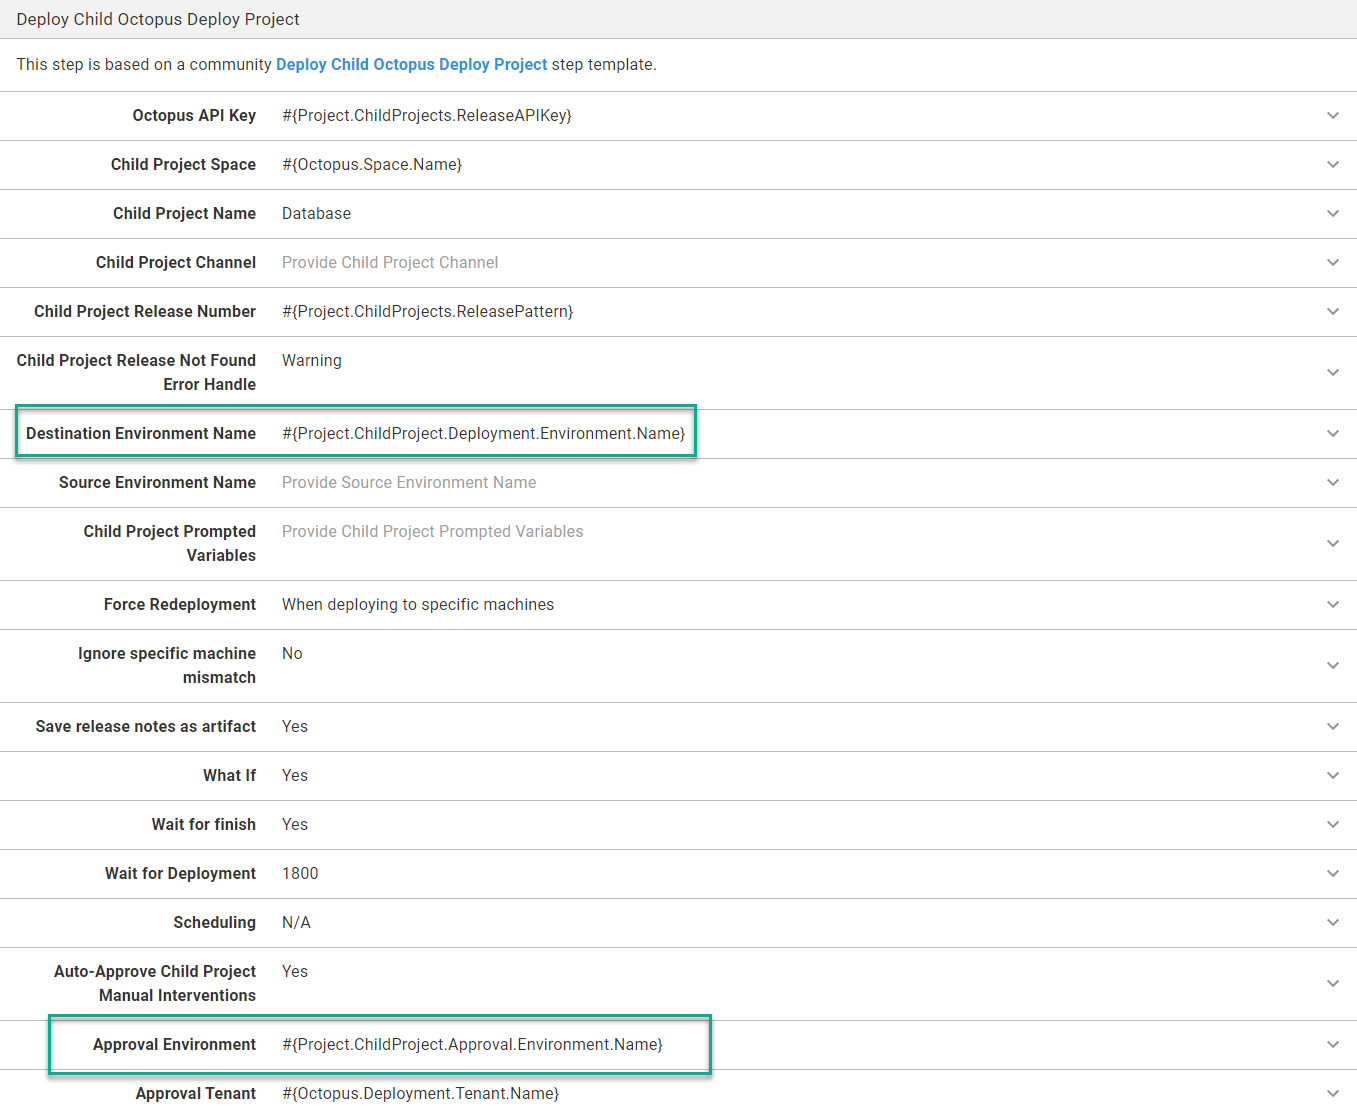 Deploy Child Octopus Deploy Project
This step is based on a community Deploy Child Octopus Deploy Project step template.
Octopus API Key #{Project.ChildProjects.ReleaseAPIKey}
Child Project Space #{Octopus.Space.Name}
Child Project Name Database
Child Project Channel Provide Child Project Channel
Child Project Release Number #{Project.ChildProjects.ReleasePattern}
Child Project Release Not Found Warning
Error Handle
Destination Environment Name #{Project.ChildProject.Deployment.Environment.Name}
Source Environment Name Provide Source Environment Name
Child Project Prompted Provide Child Project Prompted Variables
Variables
Force Redeployment When deploying to specific machines
Ignore specific machine No
mismatch
Save release notes as artifact Yes
What If Yes
Wait for finish Yes
Wait for Deployment 1800
Scheduling N/A
Auto-Approve Child Project Yes
Manual Interventions
Approval Environment #{Project.ChildProject.Approval.Environment.Name}
Approval Tenant #{Octopus.Deployment.Tenant.Name}